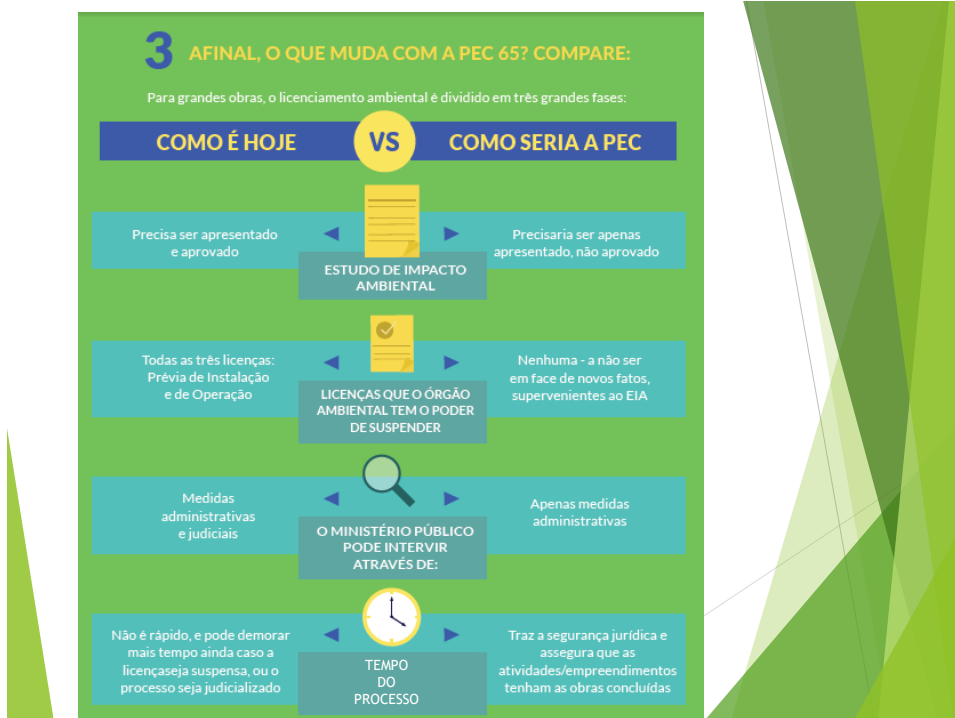 3 AFINAL, O QUE MUDA COM A PEC 65? COMPARE:
Para grandes obras, o licenciamento ambiental é dividido em três grandes fases:
COMO É HOJE
VS
COMO SERIA A PEC
Precisa ser apresentado
e aprovado
ESTUDO DE IMPACTO
AMBIENTAL
Precisaria ser apenas
apresentado, não aprovado
Todas as três licenças:
Prévia de Instalação
e de Operação
LICENÇAS QUE O ÓRGÃO
AMBIENTAL TEM O PODER
DE SUSPENDER
Nenhuma - a não ser
em face de novos fatos,
supervenientes ao EIA
Medidas
administrativas
e judiciais
O MINISTÉRIO PÚBLICO
PODE INTERVIR
ATRAVÉS DE:
Apenas medidas
administrativas
Não é rápido, e pode demorar
mais tempo ainda caso a
licençaseja suspensa, ou o
processo seja judicializado
TEMPO
DO
PROCESSO
Traz a segurança jurídica e
assegura que as
atividades/empreendimentos
tenham as obras concluídas